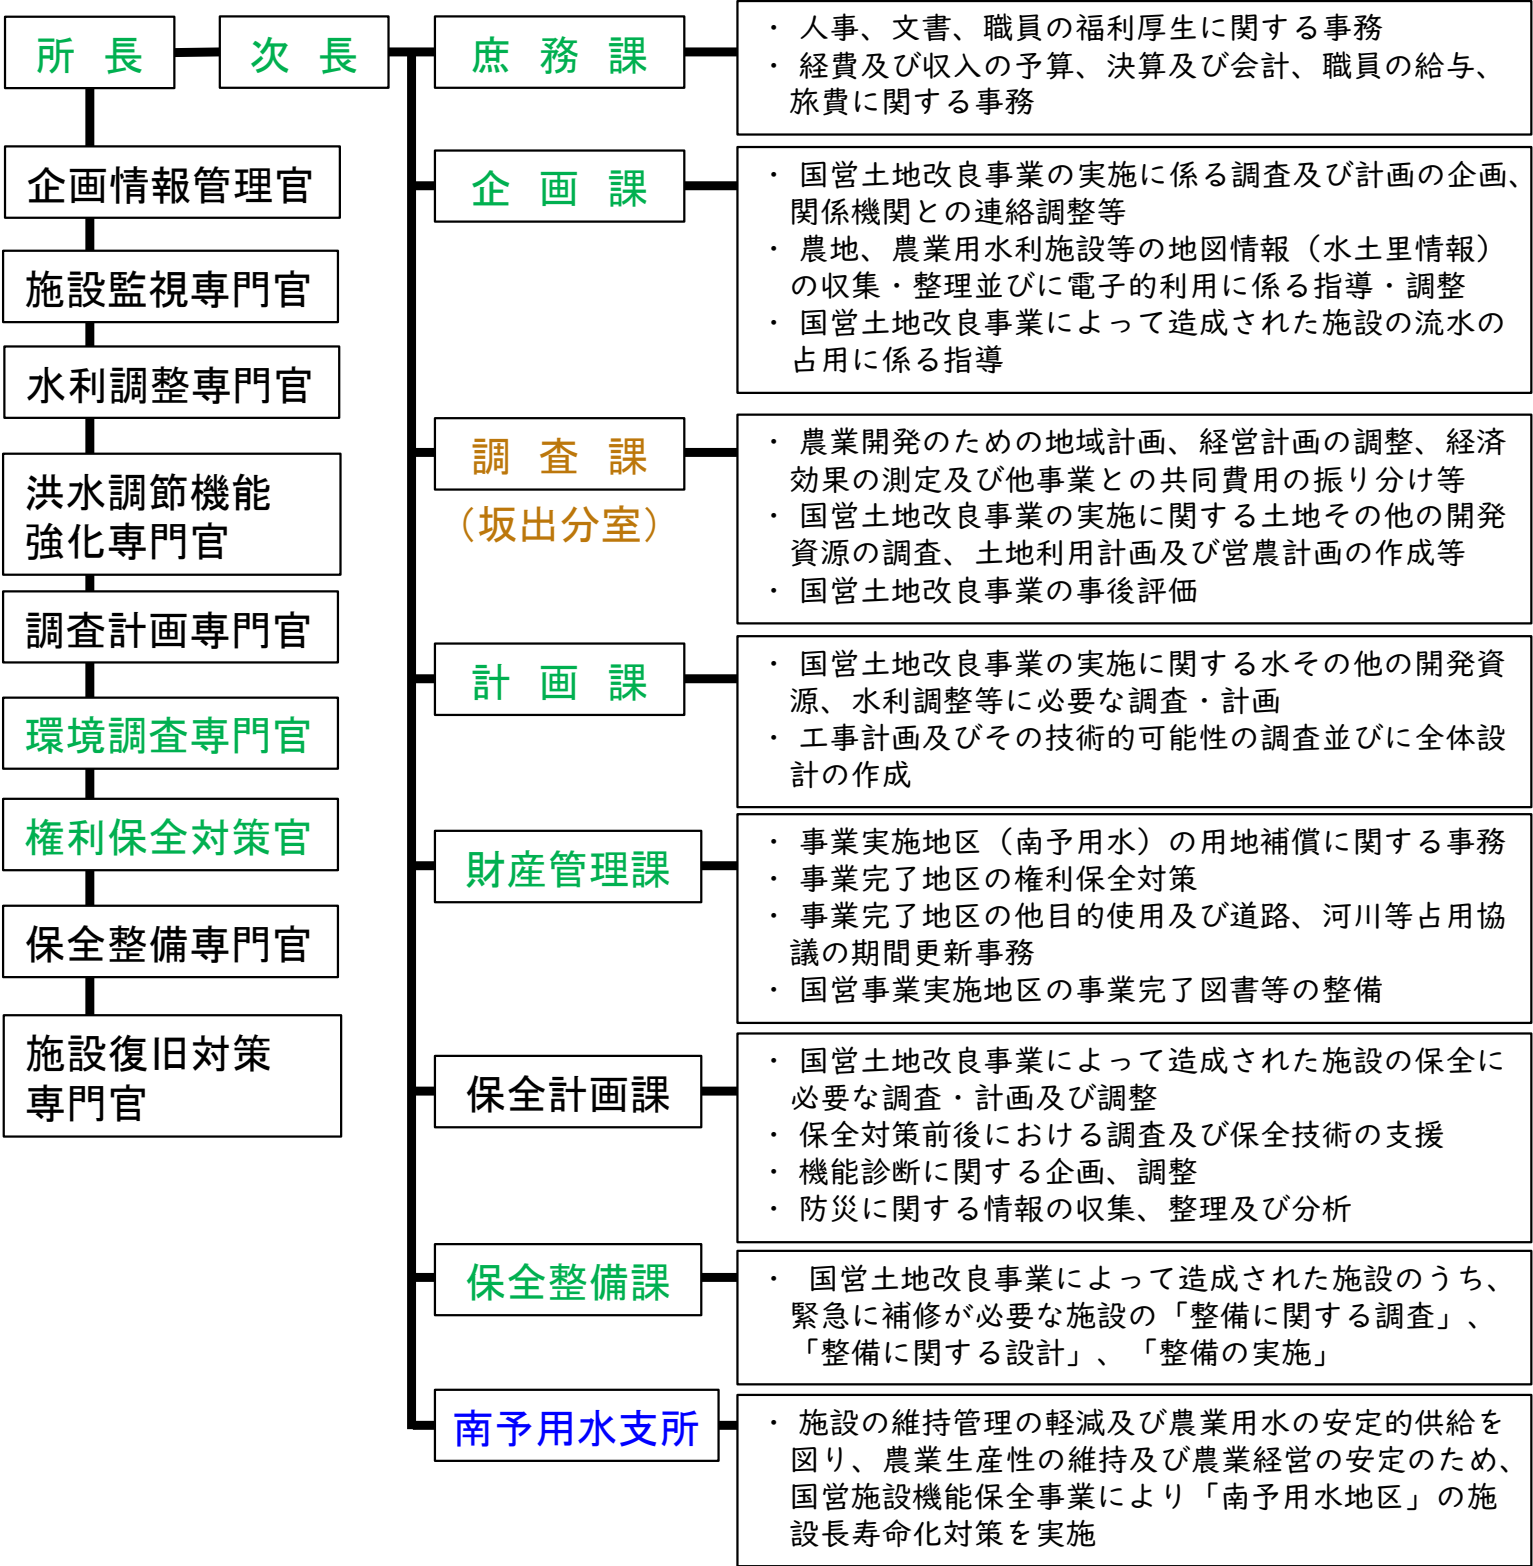 所 長
次 長
企画情報管理官
施設監視専門官
水利調整専門官
洪水調節機能
強化専門官
調査計画専門官
環境調査専門官
権利保全対策官
保全整備専門官
施設復旧対策
専門官
庶 務 課
・ 人事、文書、職員の福利厚生に関する事務
・ 経費及び収入の予算、決算及び会計、職員の給与、
旅費に関する事務
企 画 課
・ 国営土地改良事業の実施に係る調査及び計画の企画、
関係機関との連絡調整等
・ 農地、農業用水利施設等の地図情報（水土里情報）
の収集・整理並びに電子的利用に係る指導・調整
・ 国営土地改良事業によって造成された施設の流水の
占用に係る指導
調 査 課
（坂出分室）
・ 農業開発のための地域計画、経営計画の調整、経済
効果の測定及び他事業との共同費用の振り分け等
・ 国営土地改良事業の実施に関する土地その他の開発
資源の調査、土地利用計画及び営農計画の作成等
・ 国営土地改良事業の事後評価
計 画 課
・ 国営土地改良事業の実施に関する水その他の開発資
源、水利調整等に必要な調査・計画
・ 工事計画及びその技術的可能性の調査並びに全体設
計の作成
財産管理課
・ 事業実施地区（南予用水）の用地補償に関する事務
・ 事業完了地区の権利保全対策
・ 事業完了地区の他目的使用及び道路、河川等占用協
議の期間更新事務
・ 国営事業実施地区の事業完了図書等の整備
保全計画課
・ 国営土地改良事業によって造成された施設の保全に
必要な調査・計画及び調整
・ 保全対策前後における調査及び保全技術の支援
・ 機能診断に関する企画、調整
・ 防災に関する情報の収集、整理及び分析
保全整備課
・ 国営土地改良事業によって造成された施設のうち、
緊急に補修が必要な施設の「整備に関する調査」、
「整備に関する設計」、「整備の実施」
南予用水支所
・ 施設の維持管理の軽減及び農業用水の安定的供給を
図り、農業生産性の維持及び農業経営の安定のため、
国営施設機能保全事業により「南予用水地区」の施
設長寿命化対策を実施